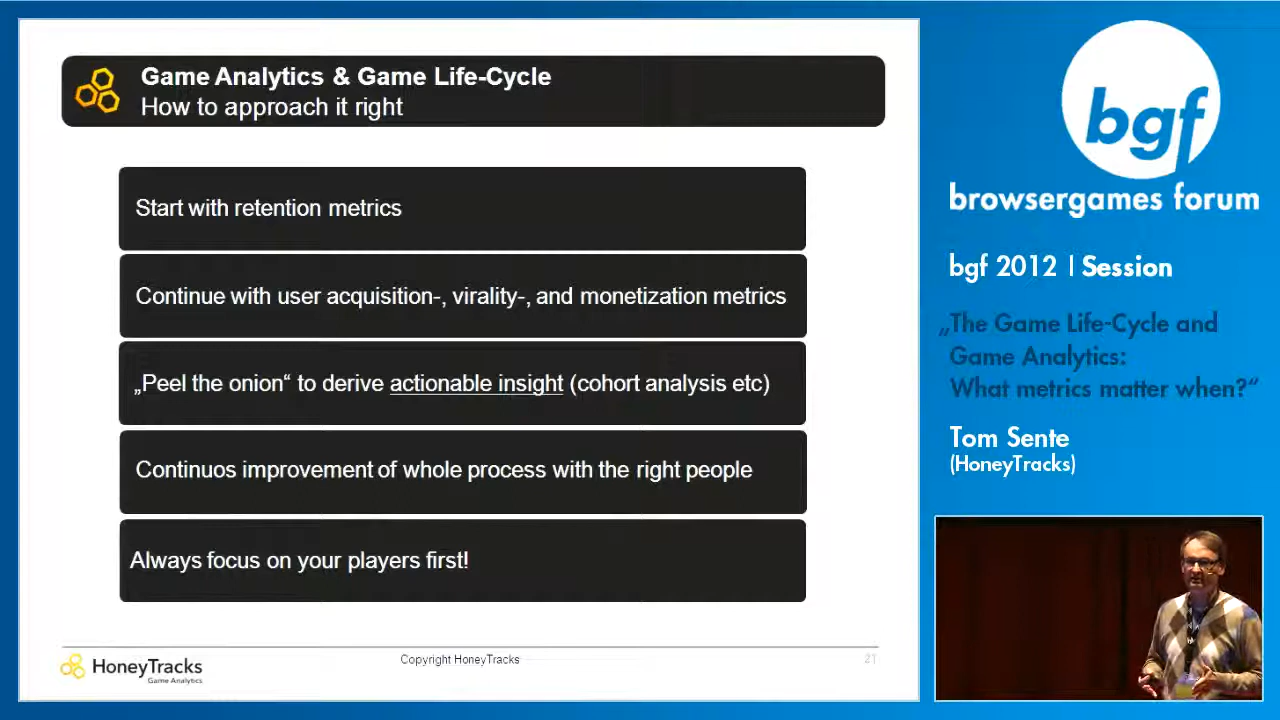 Game Analytics & Game Life-Cycle
How to approach it right
Start with retention metrics
Continue with user acquisition-, virality-, and monetization metrics
„Peel the onion“ to derive actionable insight (cohort analysis etc)
Continuos improvement of whole process with the right people
Always focus on your players first!
HoneyTracks
Game Analytics
Copyright HoneyTracks
21
bgf
browsergames forum
bgf 2012 | Session
„The Game Life-Cycle and
Game Analytics:
What metrics matter when?“
Tom Sente
(HoneyTracks)